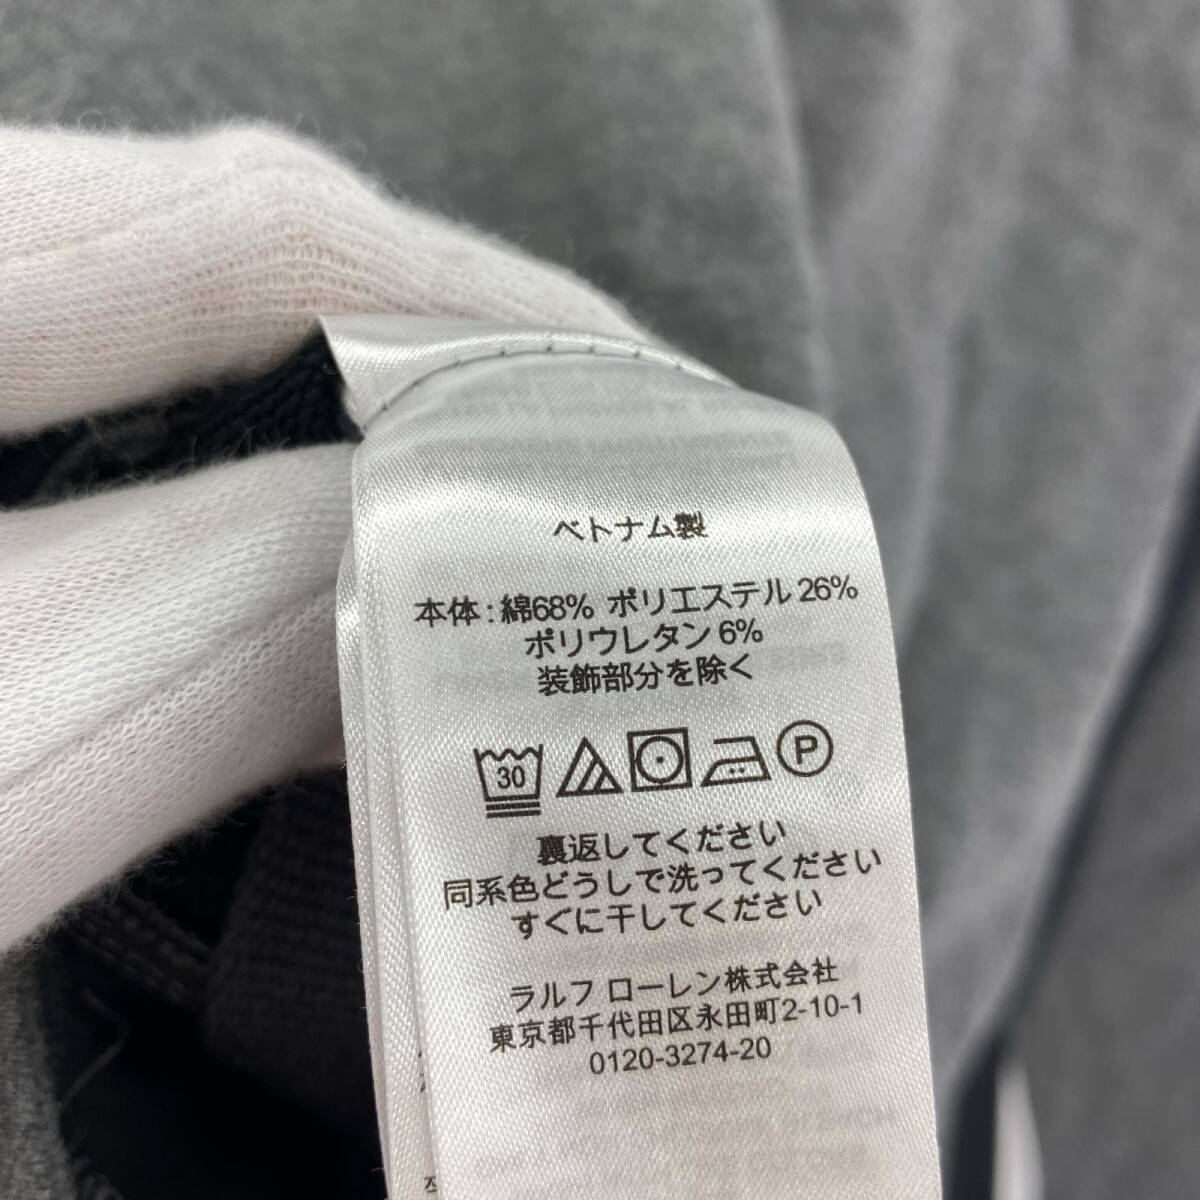 ベトナム製
本体:綿68% ポリエステル26%
ポリウレタン6%
装飾部分を除く
30 P
裏返してください
同系色どうしで洗ってください
すぐに干してください
ラルフ ローレン株式会社
東京都千代田区永田町2-10-1
0120-3274-20